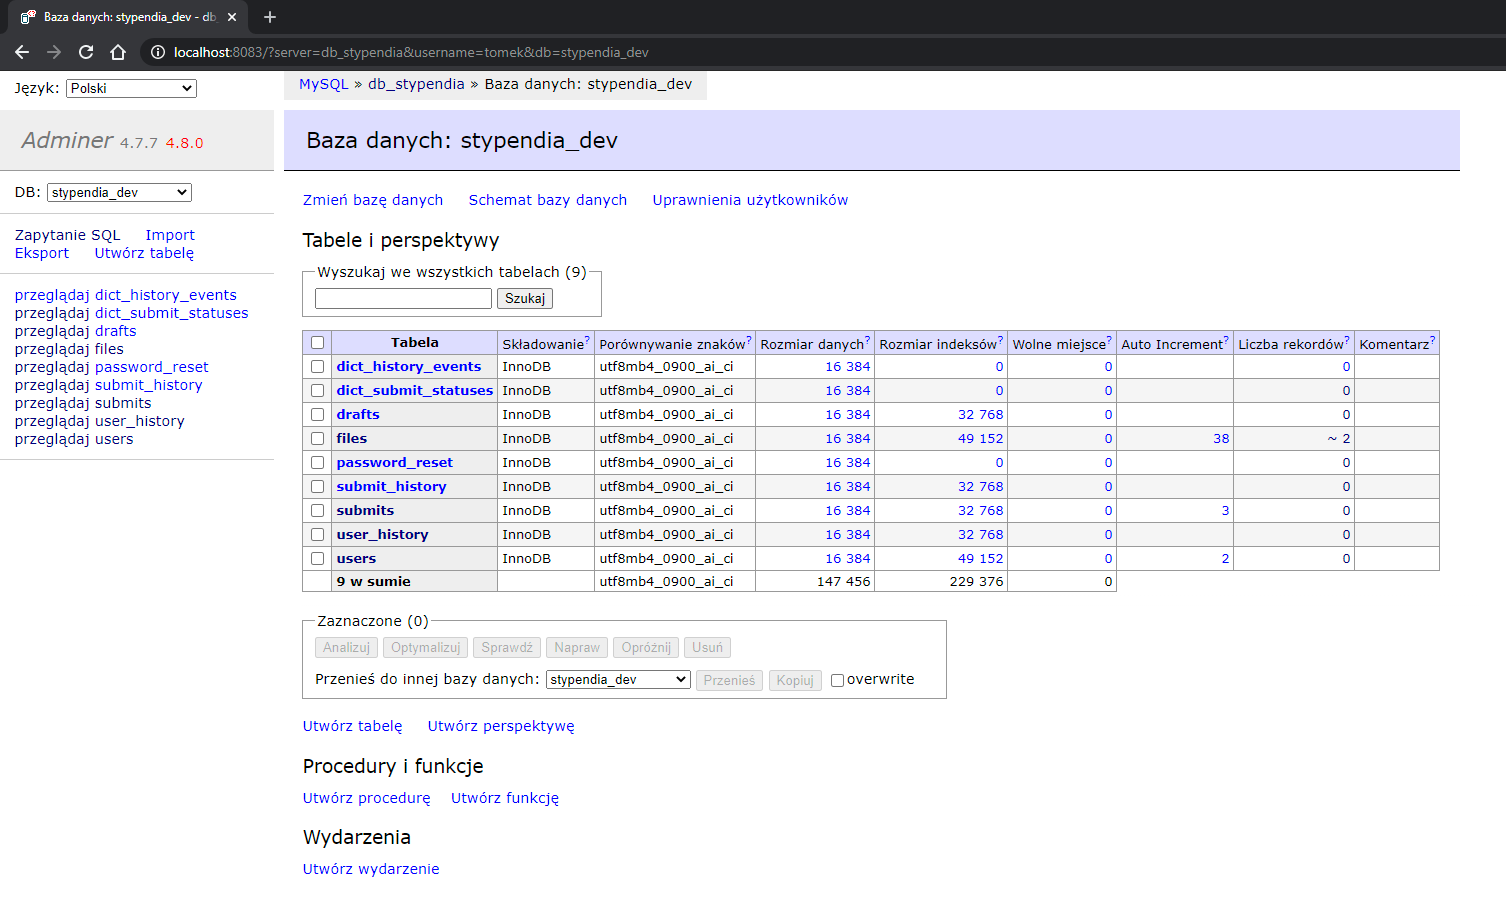 Baza danych: stypendia_dev - db_
localhost:8083/?server=db_stypendia&username=tomek&db=stypendia_dev
Język: Polski
MySQL » db_stypendia » Baza danych: stypendia_dev
Adminer 4.7.7 4.8.0
Baza danych: stypendia_dev
DB: stypendia_dev
Zmień bazę danych Schemat bazy danych Uprawnienia użytkowników
Zapytanie SQL Import
Eksport Utwórz tabelę
przeglądaj dict_history_events
przeglądaj dict_submit_statuses
przeglądaj drafts
przeglądaj files
przeglądaj password_reset
przeglądaj submit_history
przeglądaj submits
przeglądaj user_history
przeglądaj users
Tabele i perspektywy
Wyszukaj we wszystkich tabelach (9)
Szukaj
Tabela Składowanie? Porównywanie znaków? Rozmiar danych? Rozmiar indeksów? Wolne miejsce? Auto Increment? Liczba rekordów? Komentarz?
dict_history_events InnoDB utf8mb4_0900_ai_ci 16 384 0 0 0
dict_submit_statuses InnoDB utf8mb4_0900_ai_ci 16 384 0 0 0
drafts InnoDB utf8mb4_0900_ai_ci 16 384 32 768 0 0
files InnoDB utf8mb4_0900_ai_ci 16 384 49 152 0 38 ~ 2
password_reset InnoDB utf8mb4_0900_ai_ci 16 384 0 0 0
submit_history InnoDB utf8mb4_0900_ai_ci 16 384 32 768 0 0
submits InnoDB utf8mb4_0900_ai_ci 16 384 32 768 0 3 0
user_history InnoDB utf8mb4_0900_ai_ci 16 384 32 768 0 0
users InnoDB utf8mb4_0900_ai_ci 16 384 49 152 0 2 0
9 w sumie utf8mb4_0900_ai_ci 147 456 229 376 0
Zaznaczone (0)
Analizuj Optymalizuj Sprawdź Napraw Opróżnij Usuń
Przenieś do innej bazy danych: stypendia_dev Przenieś Kopiuj overwrite
Utwórz tabelę Utwórz perspektywę
Procedury i funkcje
Utwórz procedurę Utwórz funkcję
Wydarzenia
Utwórz wydarzenie